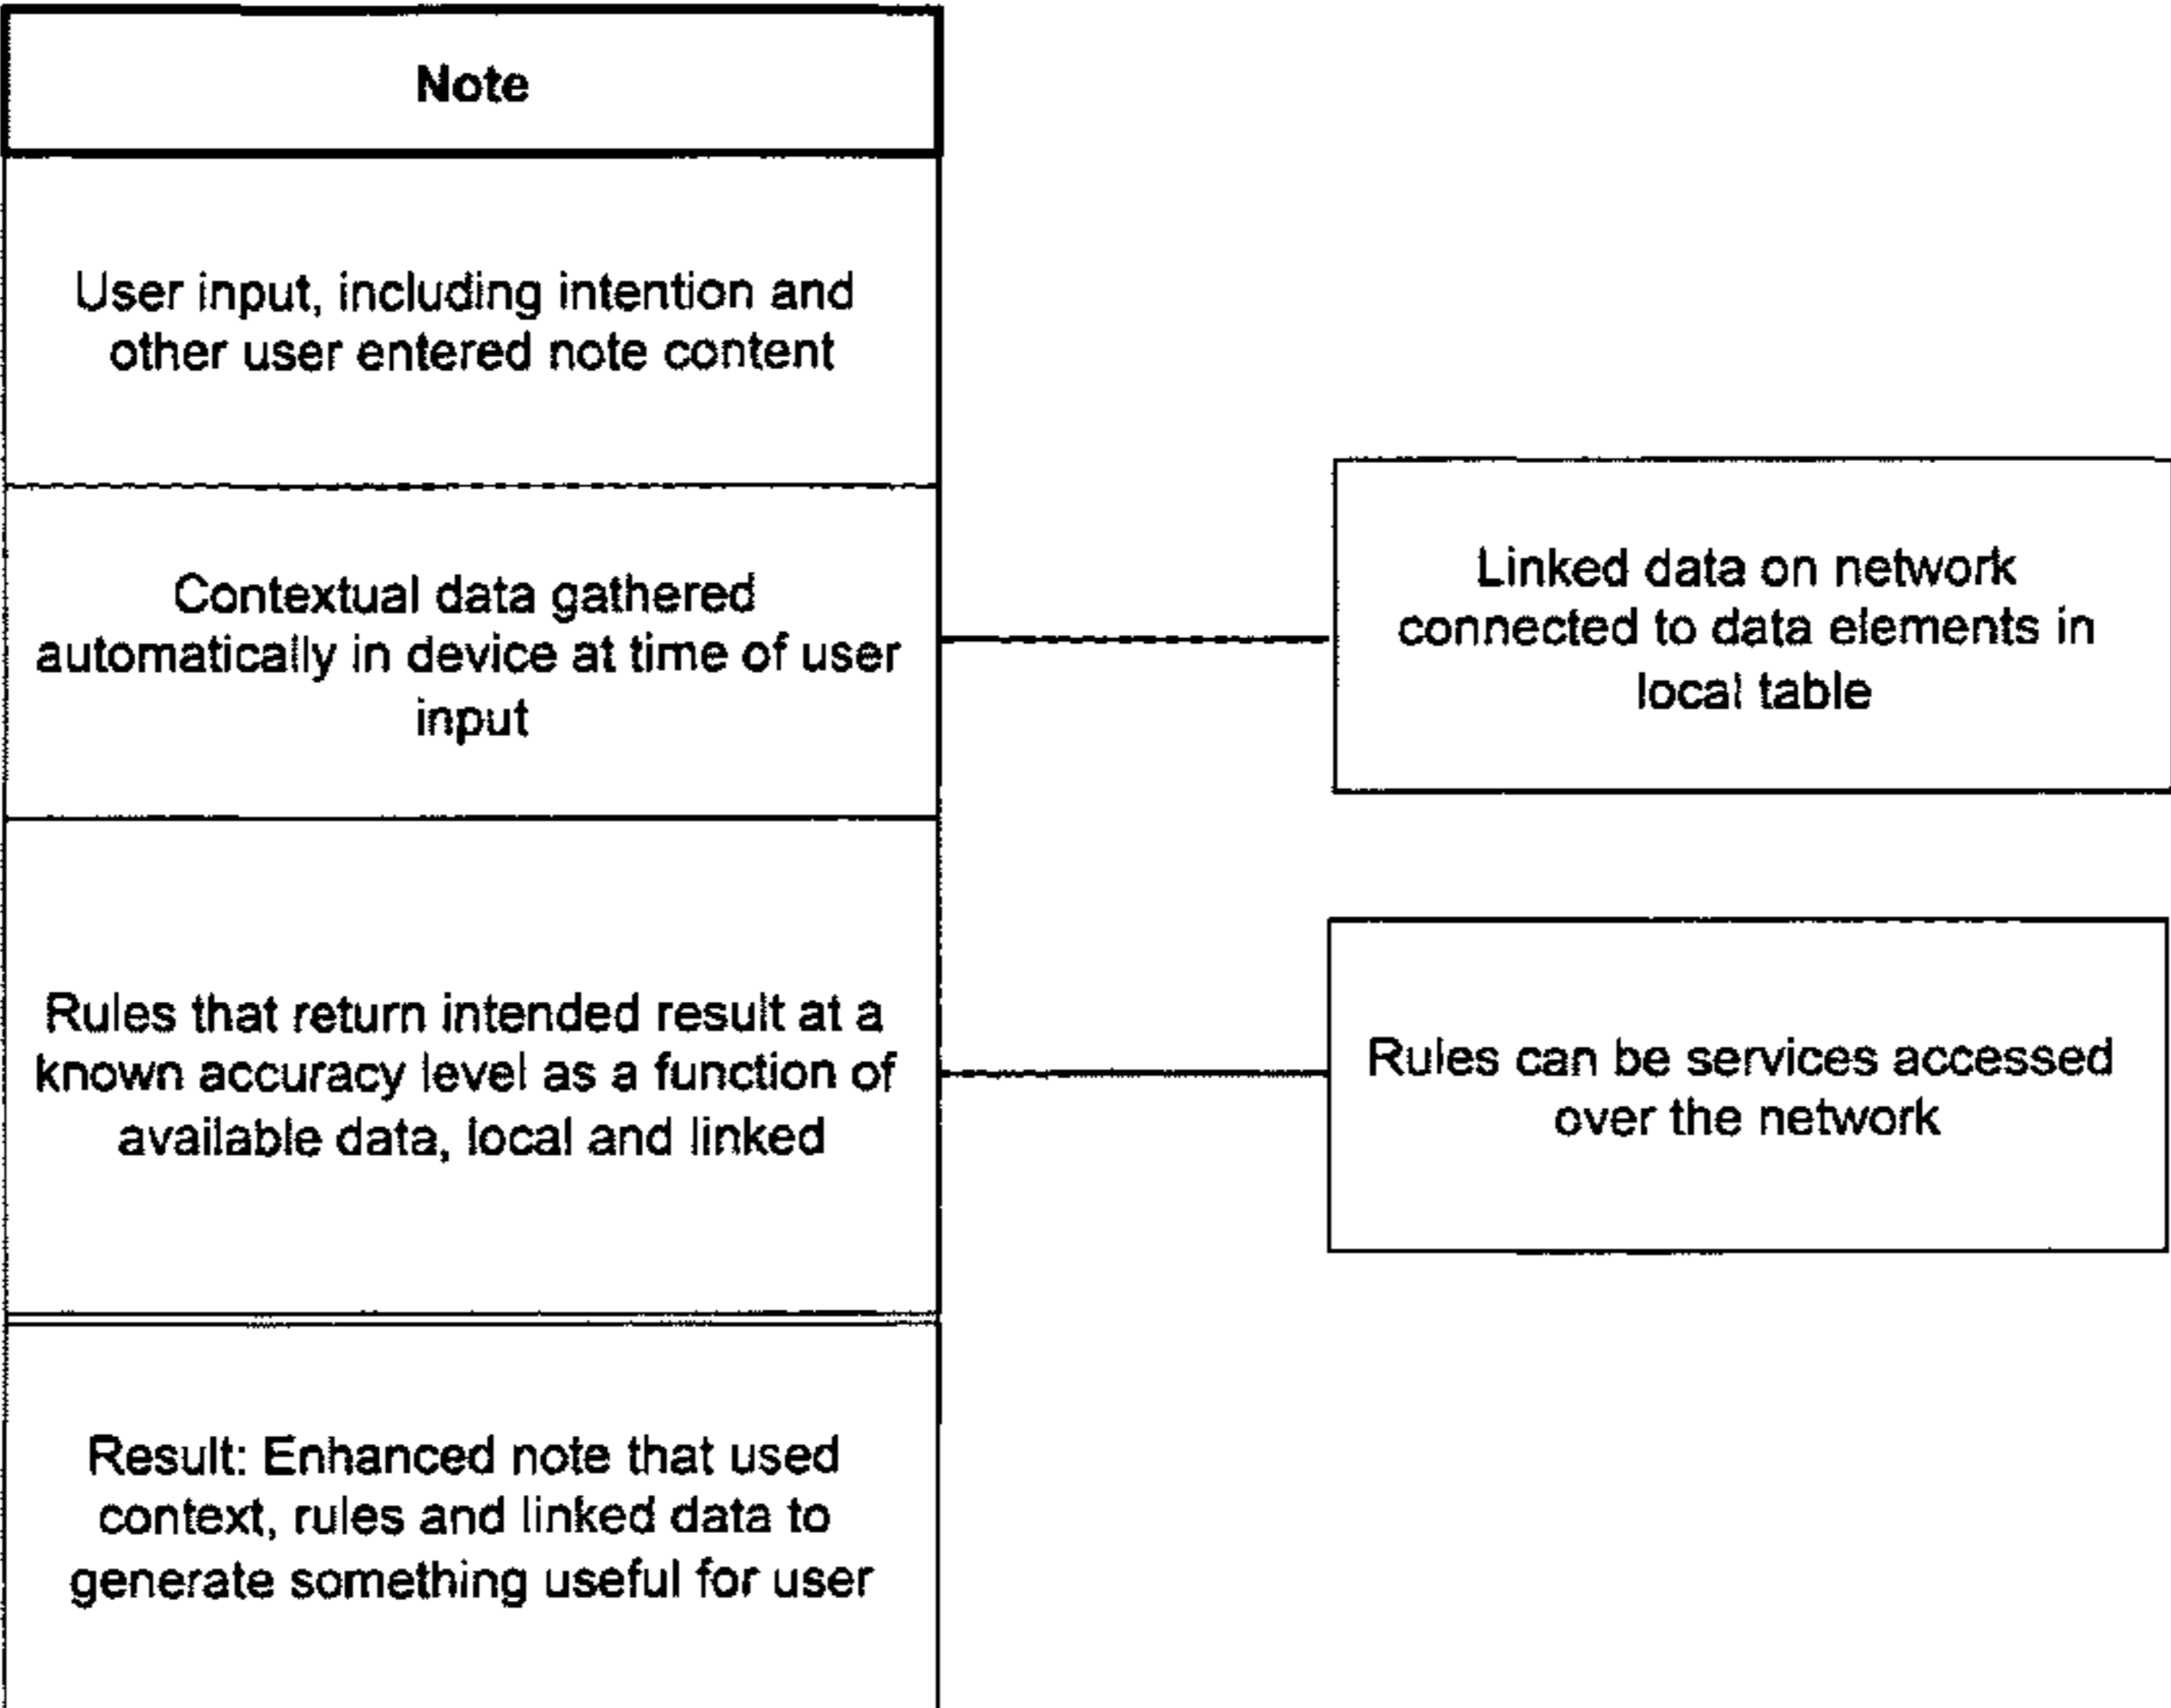 Note
User input, including intention and
other user entered note content
Contextual data gathered
automatically in device at time of user
input
Linked data on network
connected to data elements in
local table
Rules that return intended result at a
known accuracy level as a function of
available data, local and linked
Rules can be services accessed
over the network
Result: Enhanced note that used
context, rules and linked data to
generate something useful for user